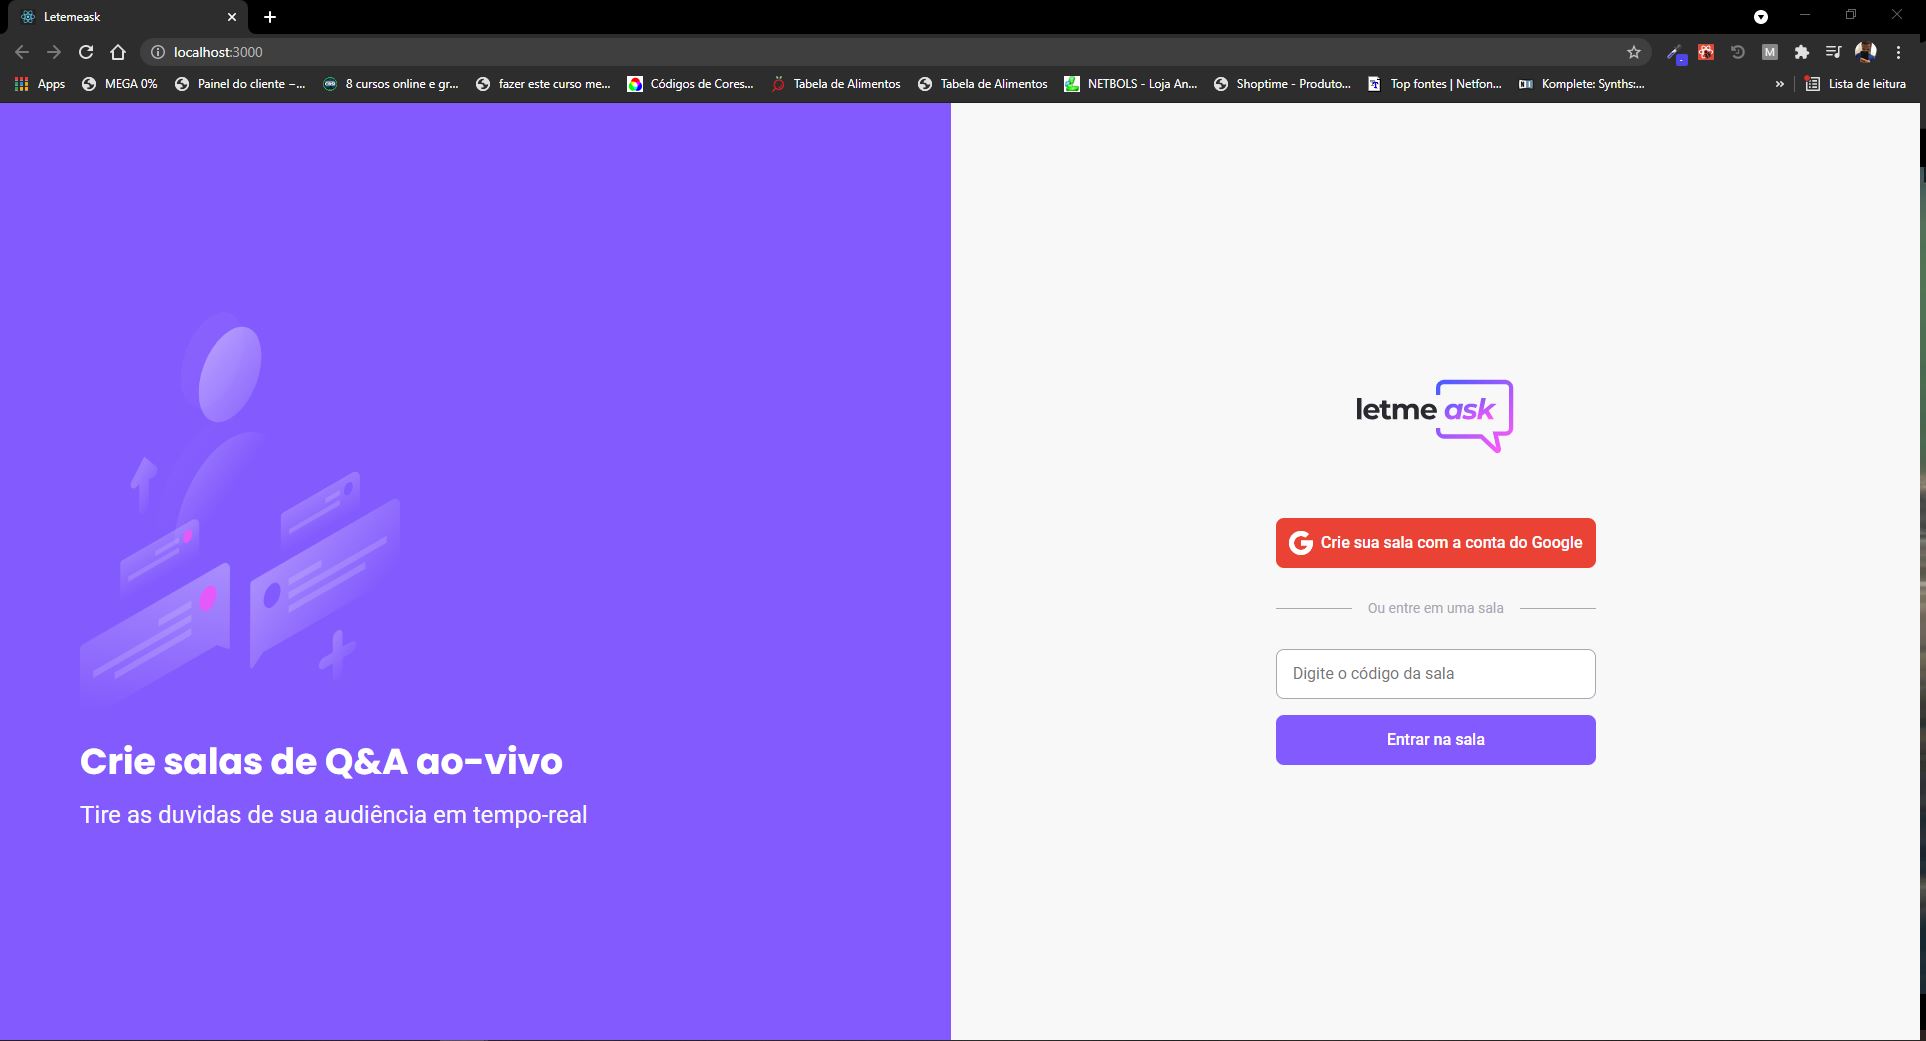 Letemeask
localhost:3000
Apps
MEGA 0%
Painel do cliente –...
8 cursos online e gr...
fazer este curso me...
Códigos de Cores...
Tabela de Alimentos
Tabela de Alimentos
NETBOLS - Loja An...
Shoptime - Produto...
Top fontes | Netfon...
Komplete: Synths:...
»
Lista de leitura
letme ask
Crie sua sala com a conta do Google
Ou entre em uma sala
Digite o código da sala
Entrar na sala
Crie salas de Q&A ao-vivo
Tire as duvidas de sua audiência em tempo-real